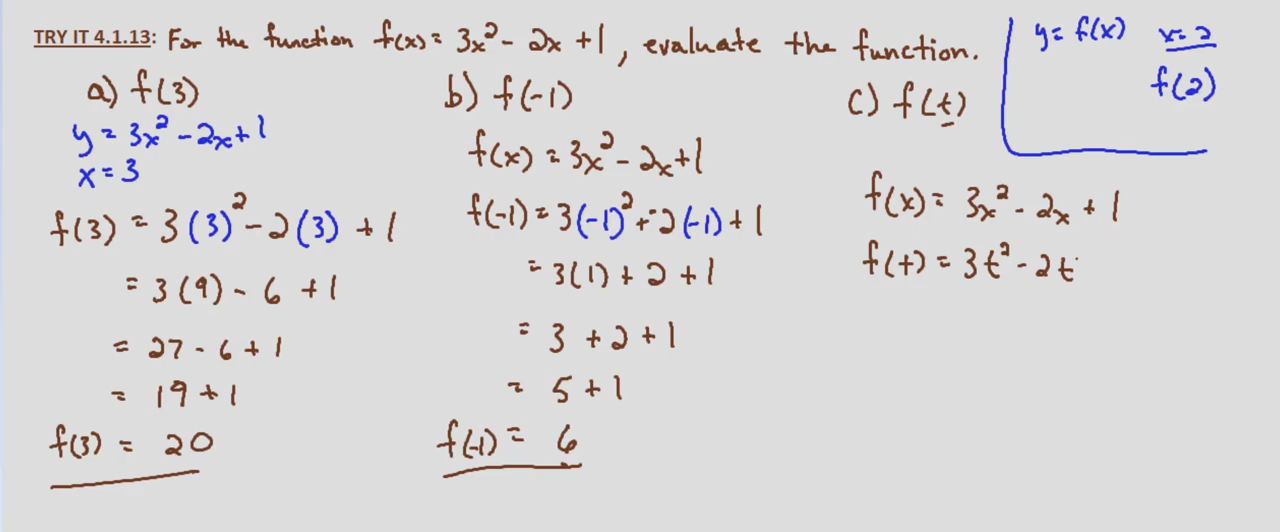 TRY IT 4.1.13: For the function f(x) = 3x² - 2x + 1, evaluate the function.
a) f(3)
y = 3x² - 2x + 1
x = 3
f(3) = 3(3)² - 2(3) + 1
= 3(9) - 6 + 1
= 27 - 6 + 1
= 19 + 1
f(3) = 20
b) f(-1)
f(x) = 3x² - 2x + 1
f(-1) = 3(-1)² + -2(-1) + 1
= 3(1) + 2 + 1
= 3 + 2 + 1
= 5 + 1
f(-1) = 6
c) f(t)
f(x) = 3x² - 2x + 1
f(t) = 3t² - 2t
y = f(x) x = 2
f(2)